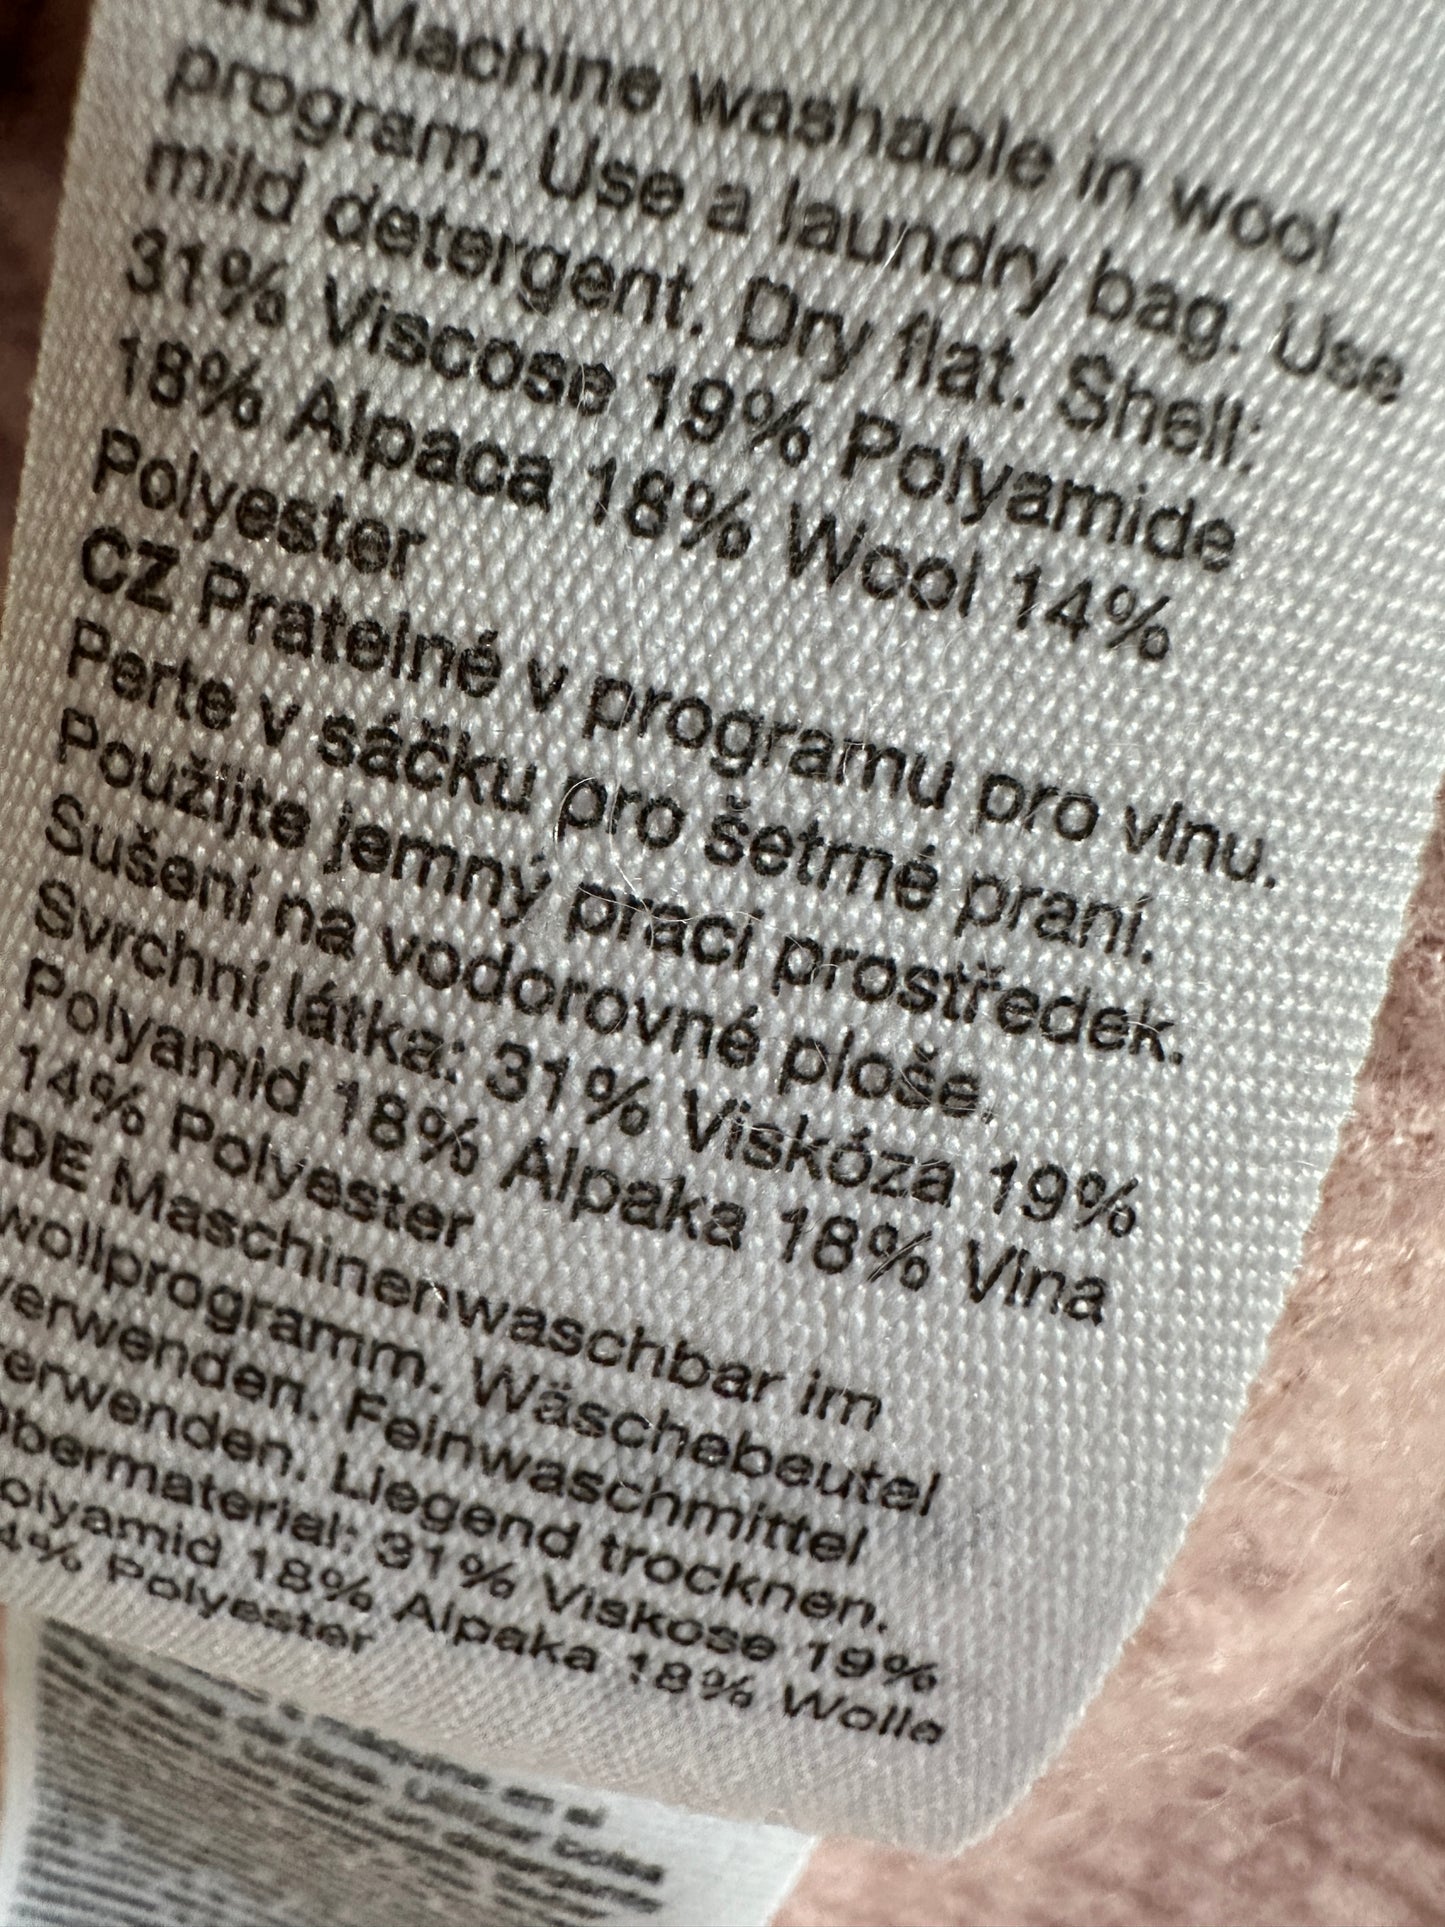 Machine washable in wool
program. Use a laundry bag. Use
mild detergent. Dry flat. Shell:
31% Viscose 19% Polyamide
18% Alpaca 18% Wool 14%
Polyester
CZ Pratelné v programu pro vlnu.
Perte v sáčku pro šetrné praní.
Použijte jemný prací prostředek.
Sušení na vodorovné ploše.
Svrchní látka: 31% Viskóza 19%
Polyamid 18% Alpaka 18% Vlna
14% Polyester
DE Maschinenwaschbar im
Wollprogramm. Wäschebeutel
verwenden. Feinwaschmittel
verwenden. Liegend trocknen.
Obermaterial: 31% Viskose 19%
Polyamid 18% Alpaka 18% Wolle
14% Polyester